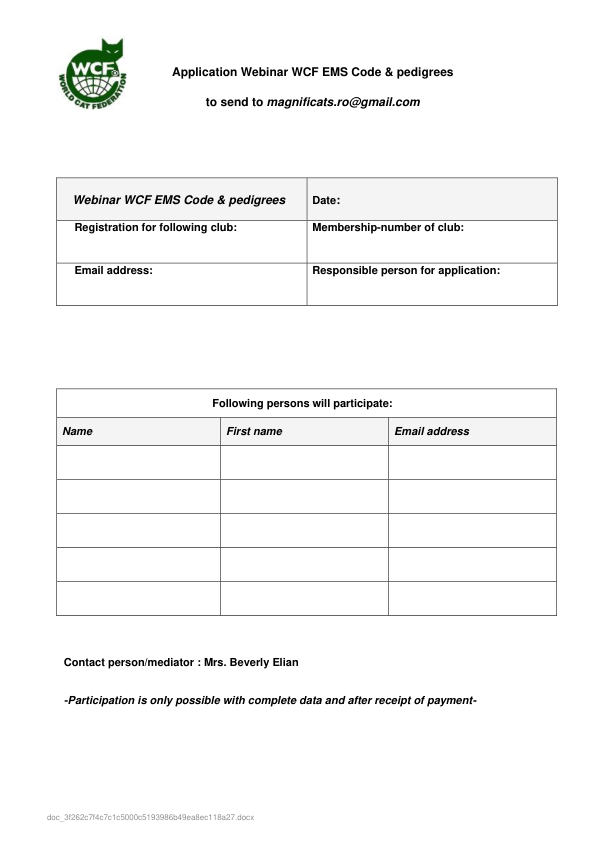 WCF
WORLD CAT FEDERATION
Application Webinar WCF EMS Code & pedigrees
to send to magnificats.ro@gmail.com
Webinar WCF EMS Code & pedigrees
Date:
Registration for following club:
Membership-number of club:
Email address:
Responsible person for application:
Following persons will participate:
Name
First name
Email address
Contact person/mediator : Mrs. Beverly Elian
-Participation is only possible with complete data and after receipt of payment-
doc_3f262c7f4c7c1c5000c5193986b49ea8ec118a27.docx